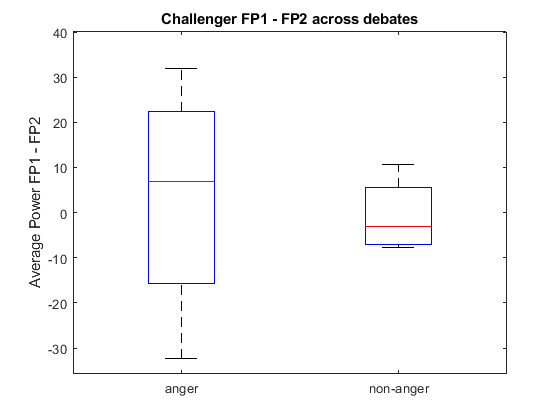 Challenger FP1 - FP2 across debates
Average Power FP1 - FP2
40
30
20
10
0
-10
-20
-30
anger
non-anger